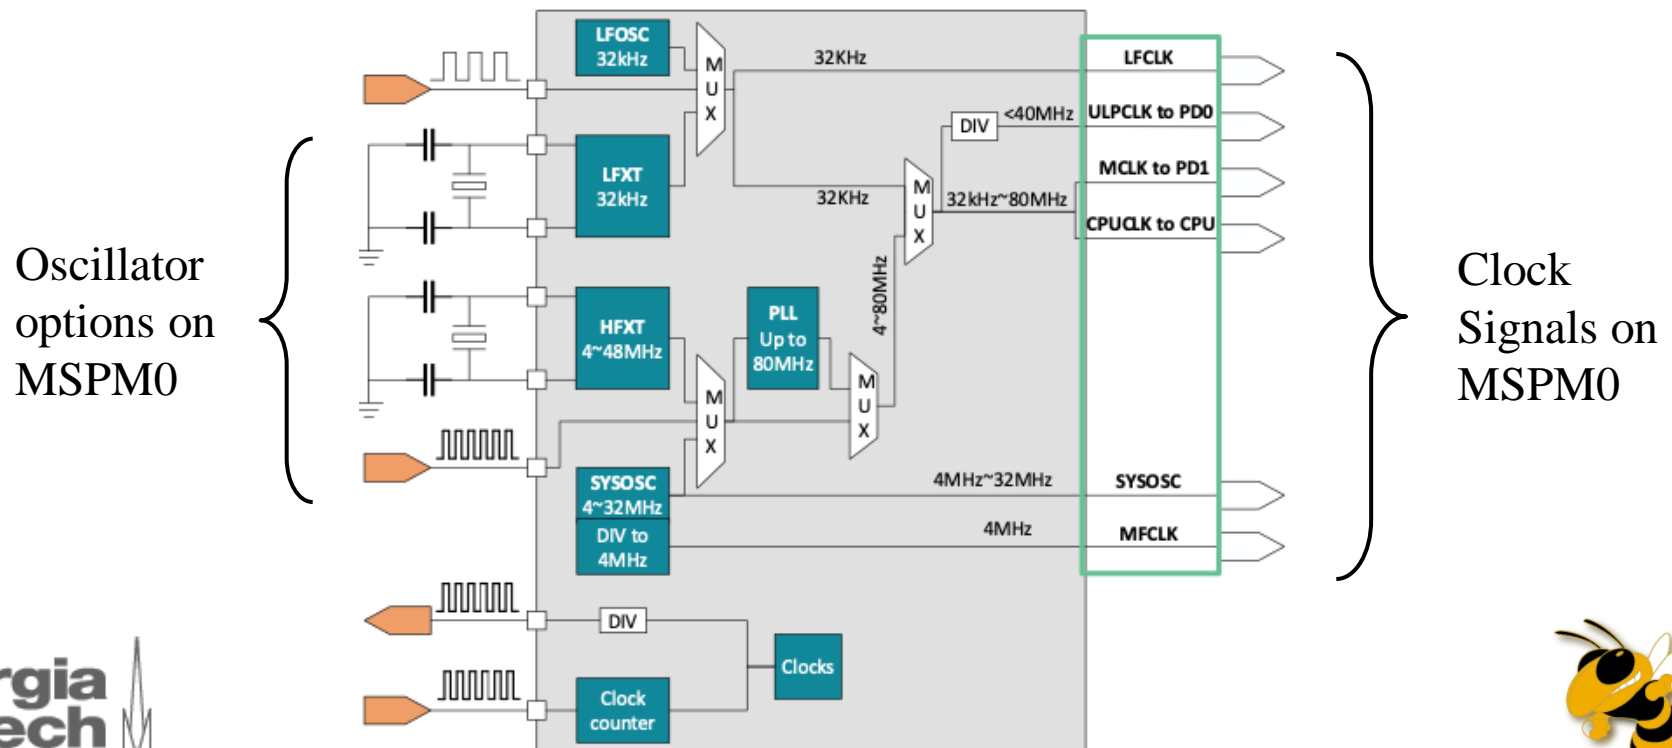 Oscillator
options on
MSPM0
LFOSC
32kHz
M
U
X
LFXT
32kHz
HFXT
4~48MHz
M
U
X
PLL
Up to
80MHz
M
U
X
SYSOSC
4~32MHz
DIV to
4MHz
DIV
Clock
counter
Clocks
32KHz
32KHz
4~80MHz
M
U
X
DIV
<40MHz
32kHz~80MHz
4MHz~32MHz
4MHz
LFCLK
ULPCLK to PD0
MCLK to PD1
CPUCLK to CPU
SYSOSC
MFCLK
Clock
Signals on
MSPM0
rgia
ech